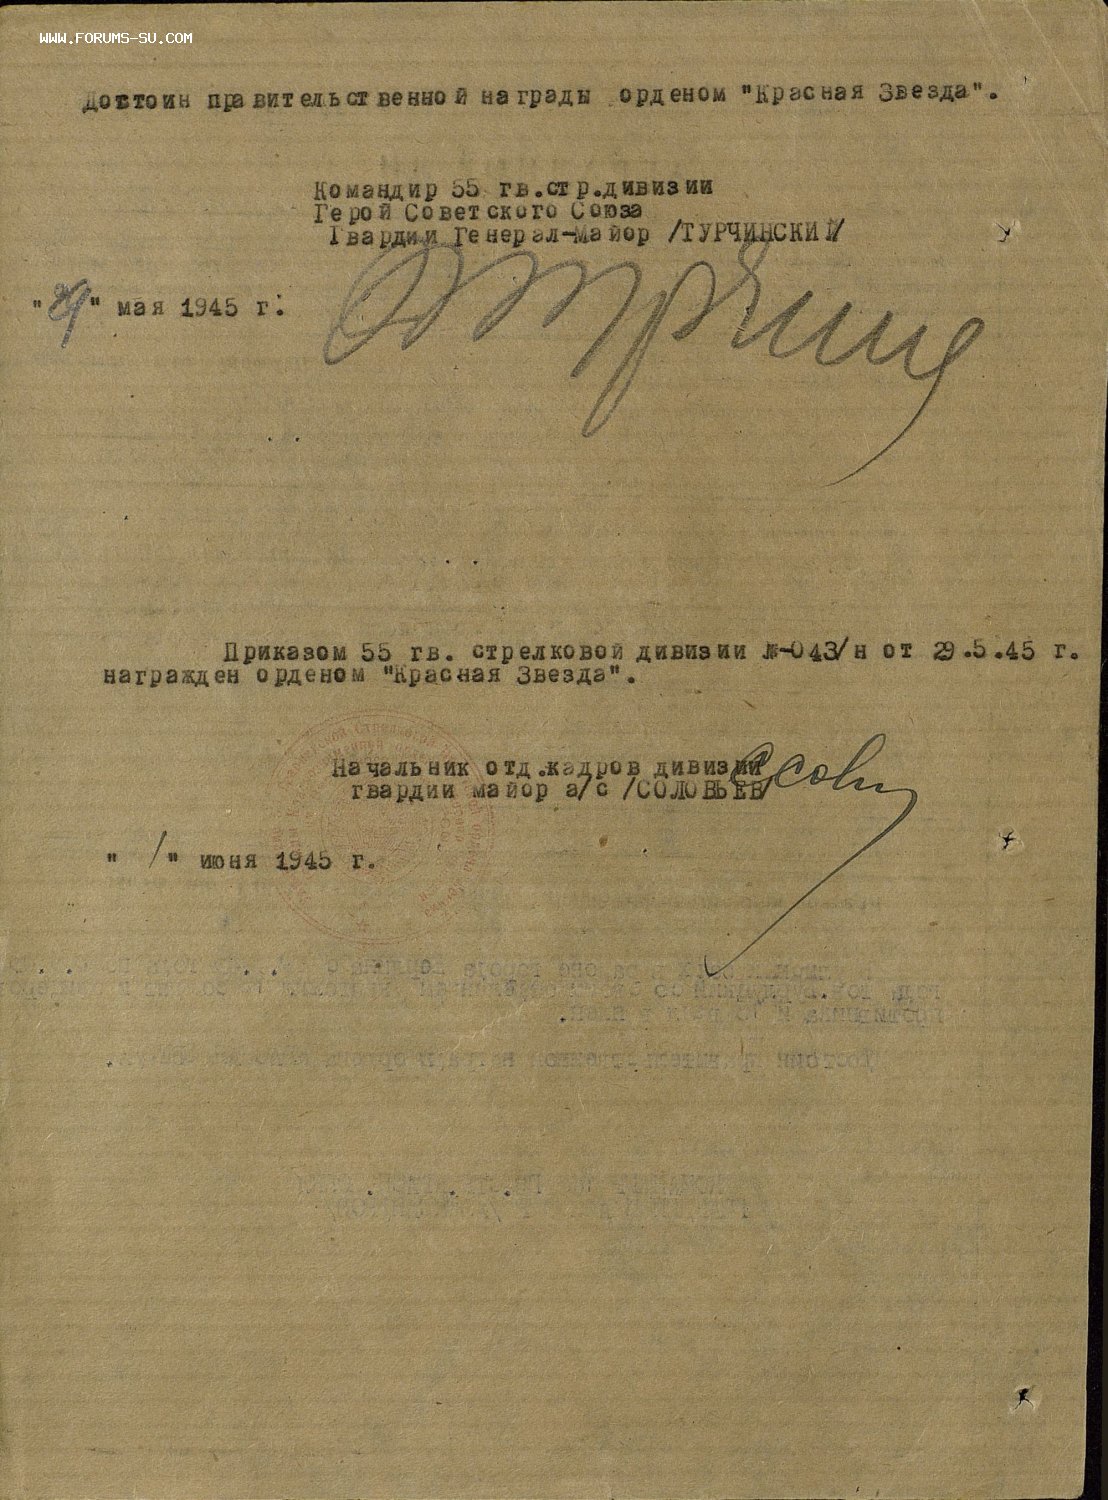 WWW.FORUMS-SU.COM
Достоин правительственной награды орденом "Красная Звезда".
Командир 55 гв.стр.дивизии
Герой Советского Союза
Гвардии Генерал-Майор /ТУРЧИНСКИЙ/
"29" мая 1945 г.
Приказом 55 гв. стрелковой дивизии №-043/н от 29.5.45 г.
награжден орденом "Красная Звезда".
Начальник отд.кадров дивизии
гвардии майор а/с /СОЛОВЬЕВ/
"1" июня 1945 г.